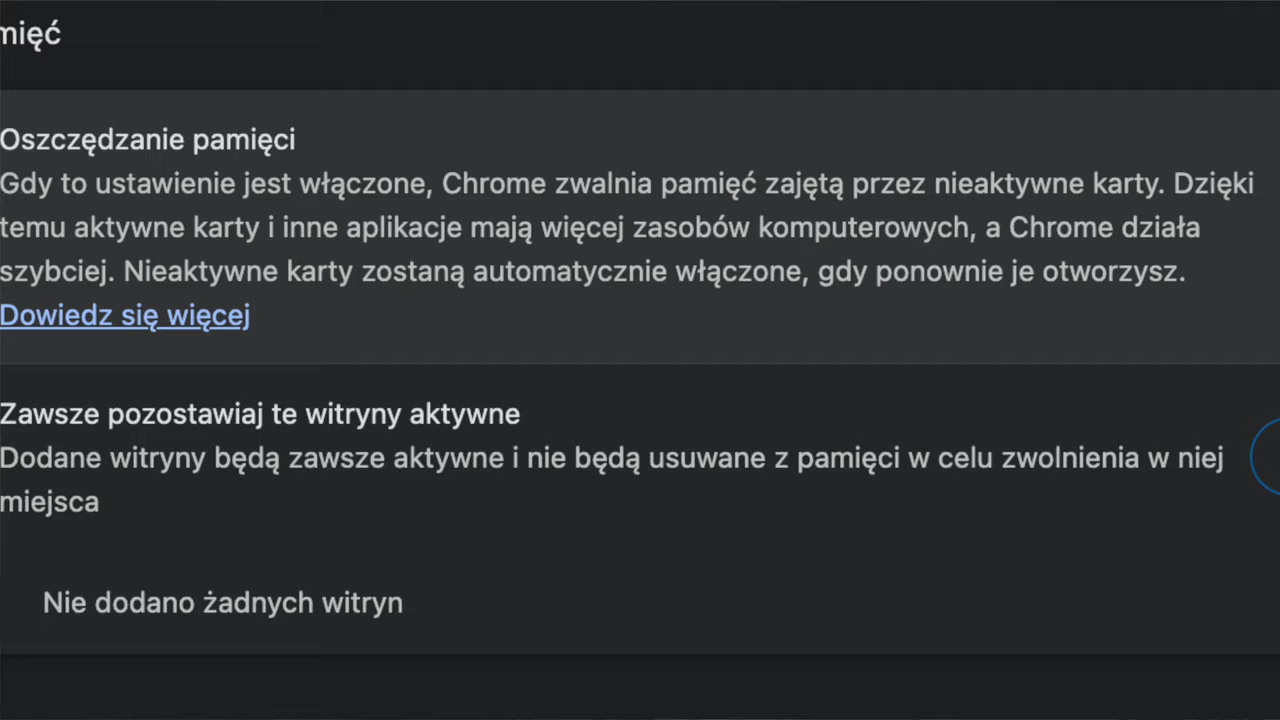 mięć
Oszczędzanie pamięci
Gdy to ustawienie jest włączone, Chrome zwalnia pamięć zajętą przez nieaktywne karty. Dzięki
temu aktywne karty i inne aplikacje mają więcej zasobów komputerowych, a Chrome działa
szybciej. Nieaktywne karty zostaną automatycznie włączone, gdy ponownie je otworzysz.
Dowiedz się więcej
Zawsze pozostawiaj te witryny aktywne
Dodane witryny będą zawsze aktywne i nie będą usuwane z pamięci w celu zwolnienia w niej
miejsca
Nie dodano żadnych witryn